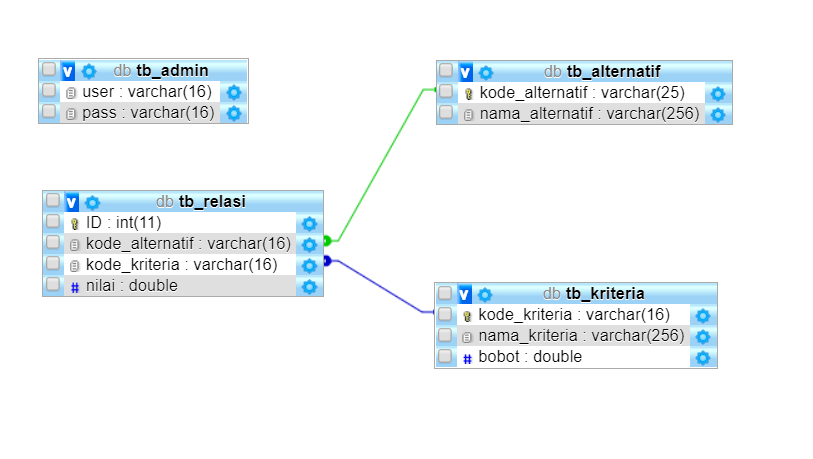 v db tb_admin
user : varchar(16)
pass : varchar(16)
v db tb_alternatif
kode_alternatif : varchar(25)
nama_alternatif : varchar(256)
v db tb_relasi
ID : int(11)
kode_alternatif : varchar(16)
kode_kriteria : varchar(16)
# nilai : double
v db tb_kriteria
kode_kriteria : varchar(16)
nama_kriteria : varchar(256)
# bobot : double